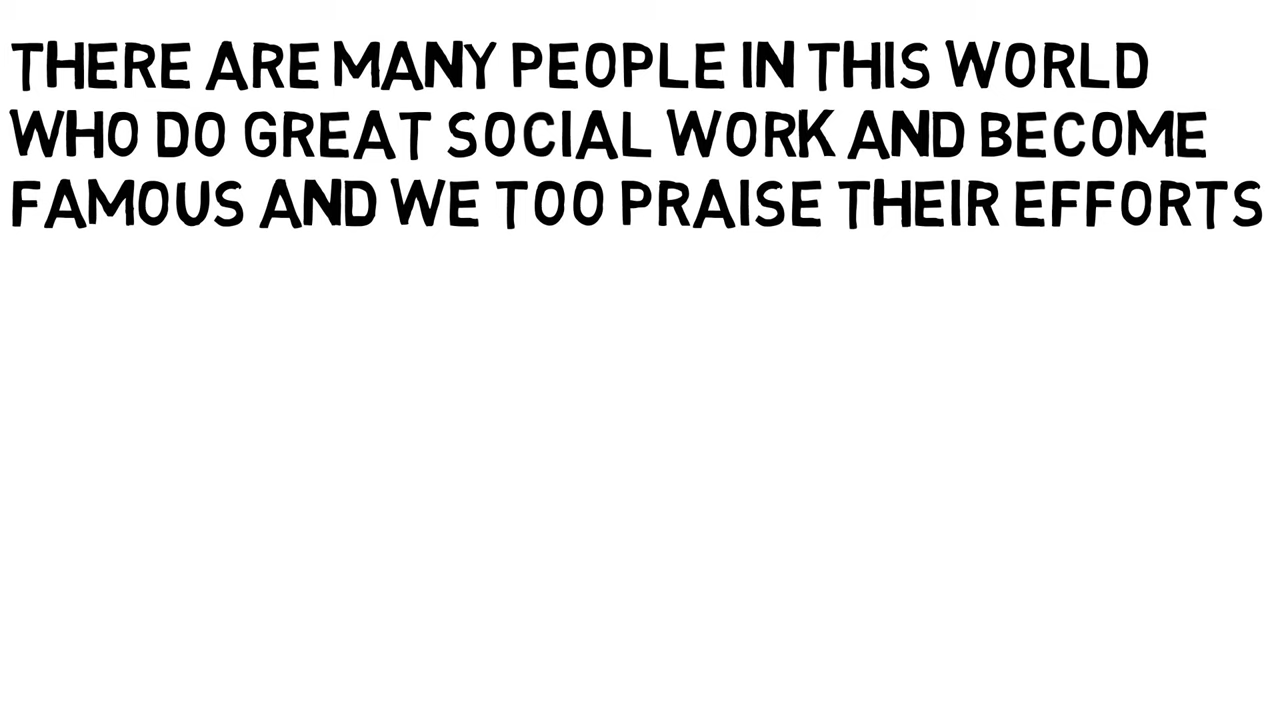 THERE ARE MANY PEOPLE IN THIS WORLD
WHO DO GREAT SOCIAL WORK AND BECOME
FAMOUS AND WE TOO PRAISE THEIR EFFORTS